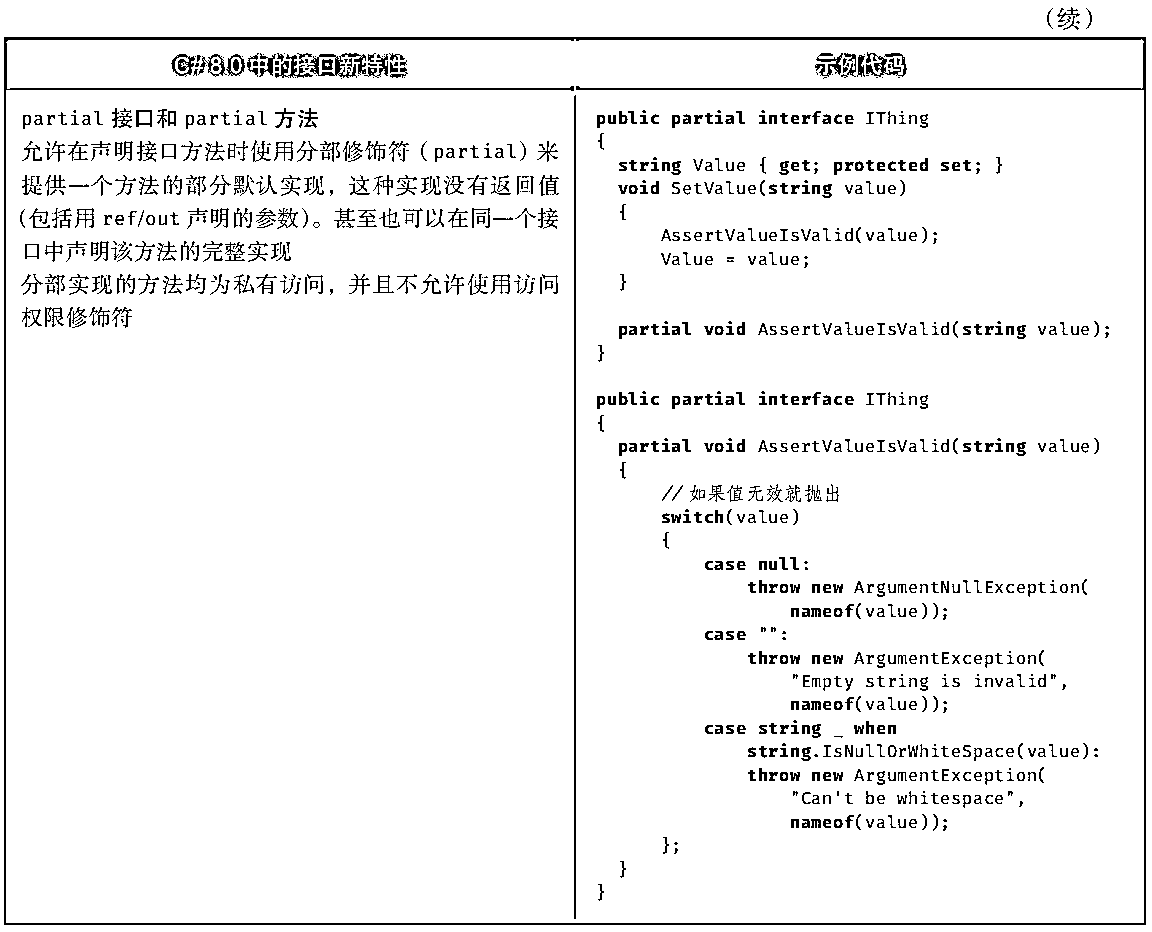 （续）
C# 8.0 中的接口新特性
示例代码
partial 接口和 partial 方法
允许在声明接口方法时使用分部修饰符（partial）来
提供一个方法的部分默认实现，这种实现没有返回值
（包括用 ref/out 声明的参数）。甚至也可以在同一个接
口中声明该方法的完整实现
分部实现的方法均为私有访问，并且不允许使用访问
权限修饰符
public partial interface IThing
{
  string Value { get; protected set; }
  void SetValue(string value)
  {
      AssertValueIsValid(value);
      Value = value;
  }
  partial void AssertValueIsValid(string value);
}
public partial interface IThing
{
  partial void AssertValueIsValid(string value)
  {
      // 如果值无效就抛出
      switch(value)
      {
          case null:
              throw new ArgumentNullException(
                  nameof(value));
          case "":
              throw new ArgumentException(
                  "Empty string is invalid",
                  nameof(value));
          case string _ when
              string.IsNullOrWhiteSpace(value):
              throw new ArgumentException(
                  "Can't be whitespace",
                  nameof(value));
      };
  }
}